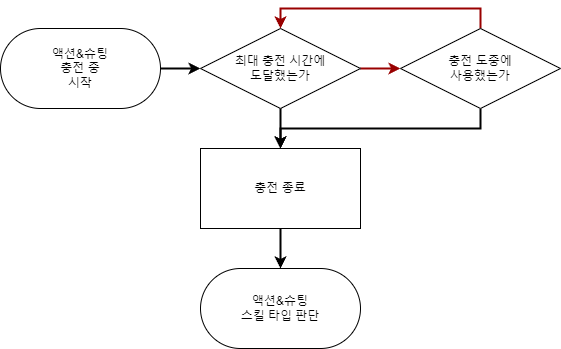 액션&슈팅
충전 중
시작
최대 충전 시간에
도달했는가
충전 도중에
사용했는가
충전 종료
액션&슈팅
스킬 타입 판단